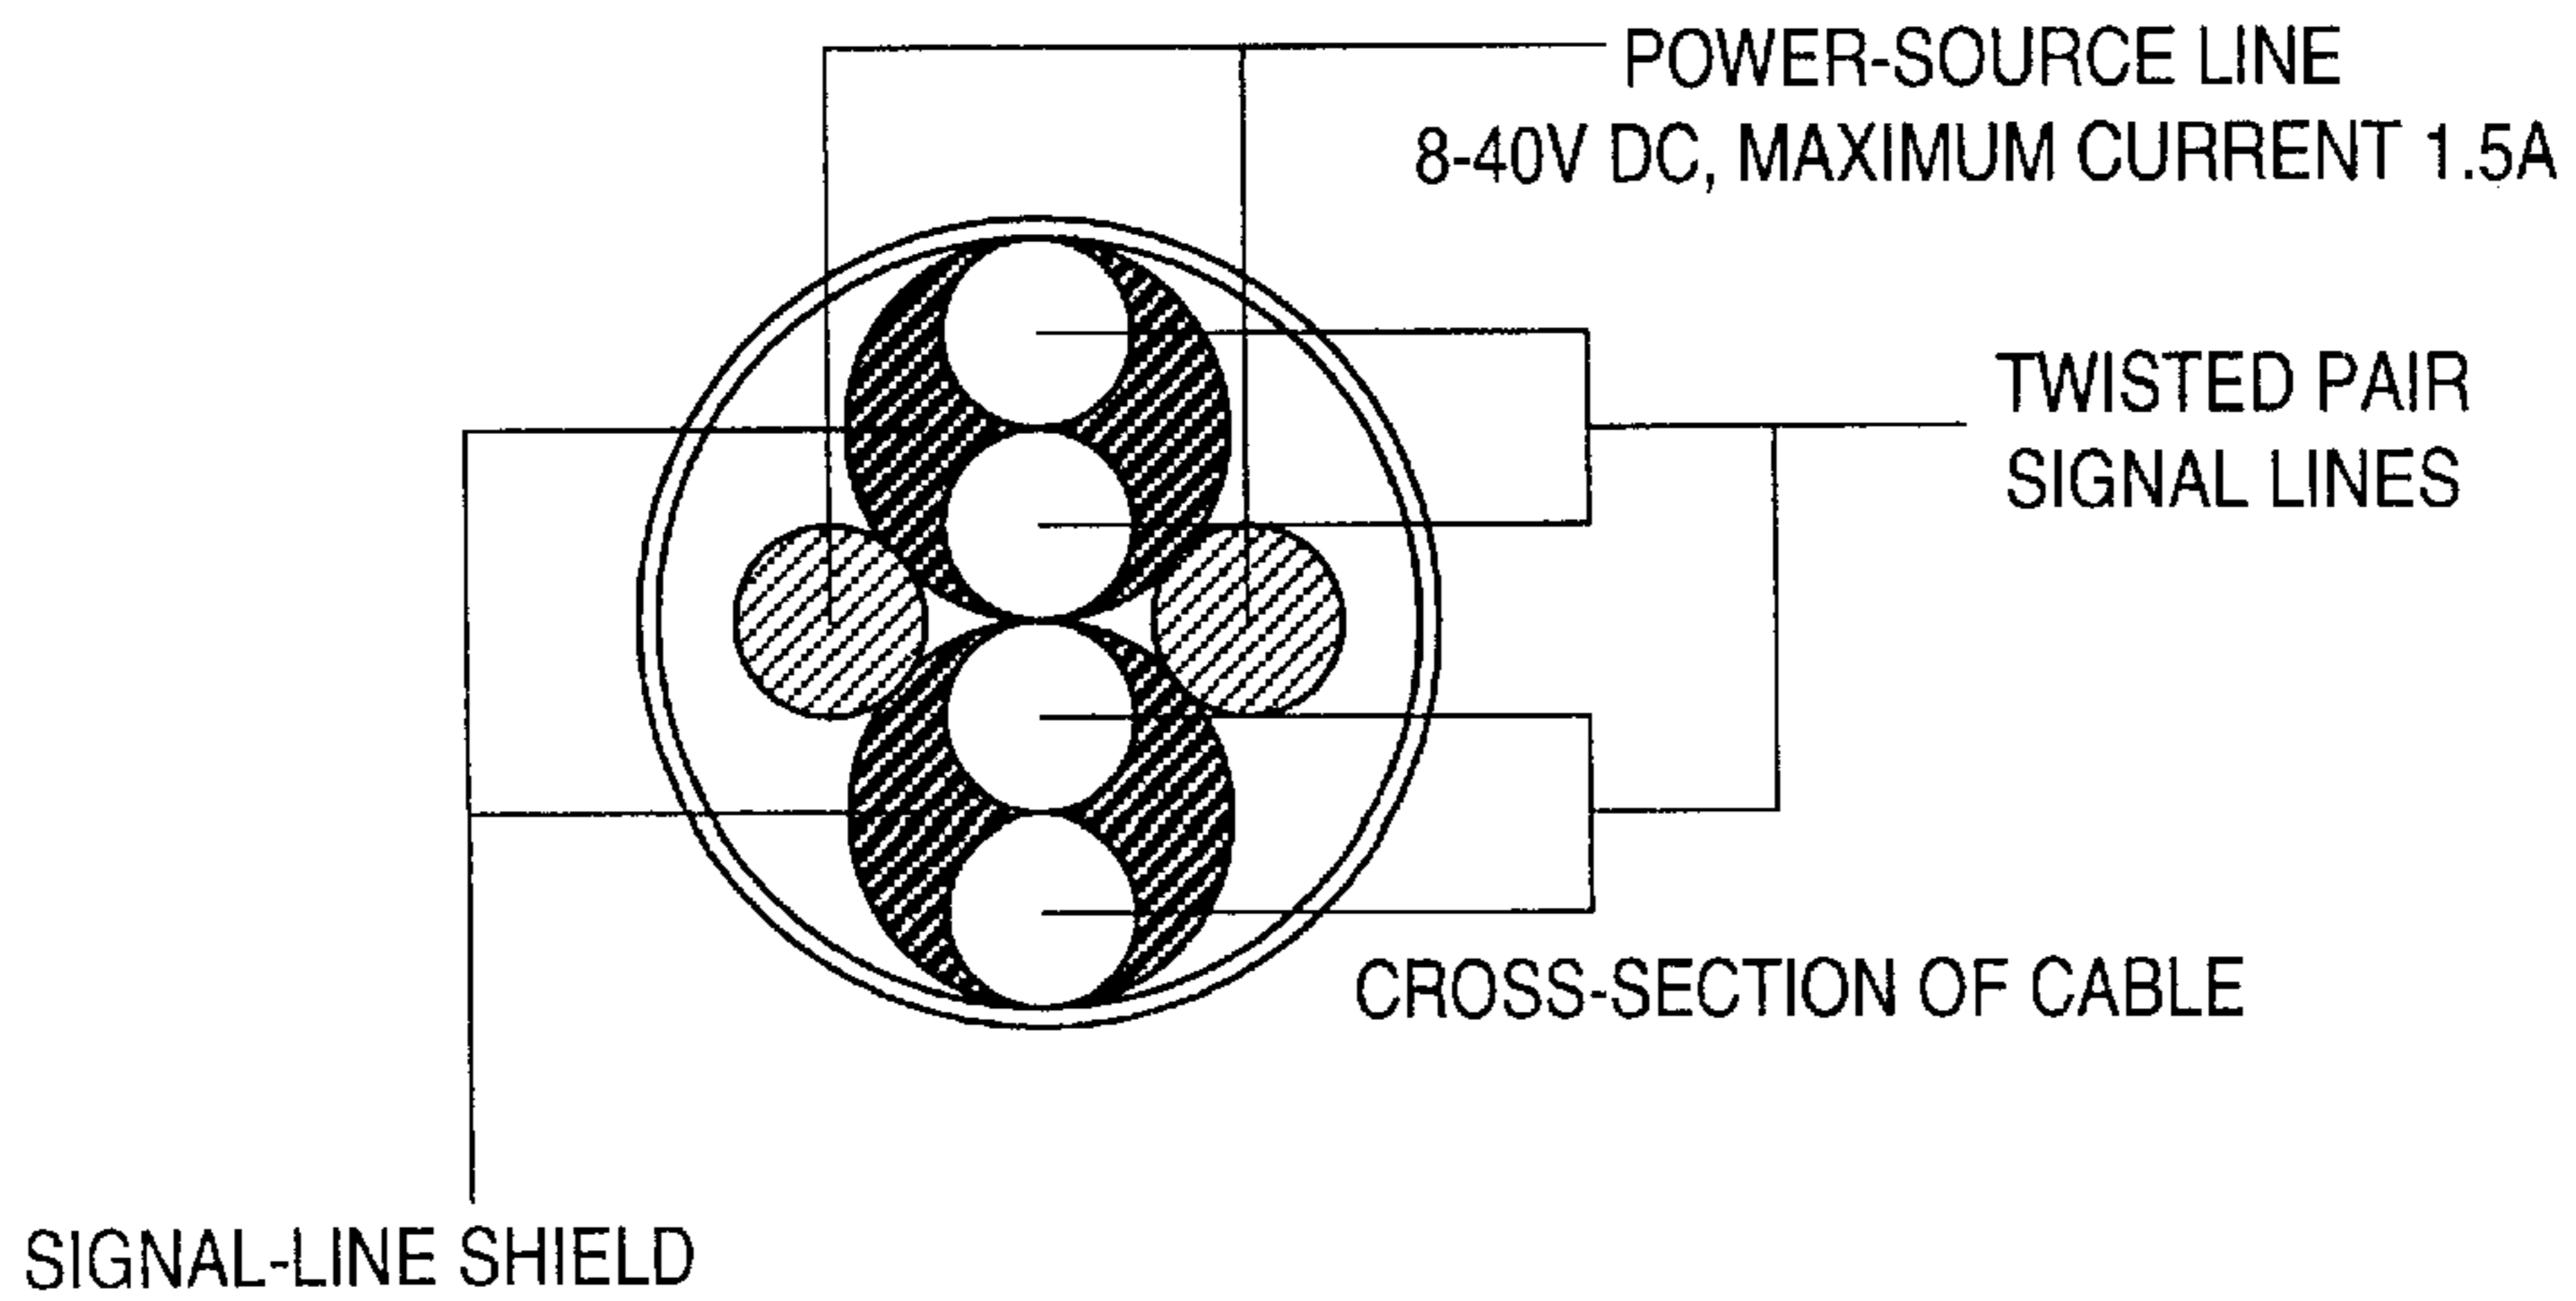 POWER-SOURCE LINE
8-40V DC, MAXIMUM CURRENT 1.5A
TWISTED PAIR
SIGNAL LINES
CROSS-SECTION OF CABLE
SIGNAL-LINE SHIELD